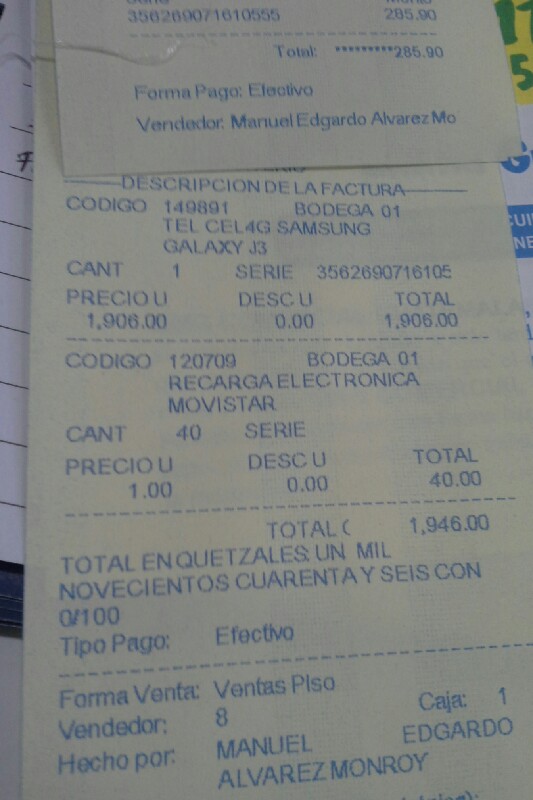 356269071610555
285.90
Total: *********285.90
Forma Pago: Efectivo
Vendedor: Manuel Edgardo Alvarez Mo
DESCRIPCION DE LA FACTURA
CODIGO 149891 BODEGA 01
TEL CEL4G SAMSUNG
GALAXY J3
CANT 1 SERIE 3562690716105
PRECIO U DESC U TOTAL
1,906.00 0.00 1,906.00
CODIGO 120709 BODEGA 01
RECARGA ELECTRONICA
MOVISTAR
CANT 40 SERIE
PRECIO U DESC U TOTAL
1.00 0.00 40.00
TOTAL ( 1,946.00
TOTAL EN QUETZALES: UN MIL
NOVECIENTOS CUARENTA Y SEIS CON
0/100
Tipo Pago: Efectivo
Forma Venta: Ventas Piso
Vendedor: 8 Caja: 1
Hecho por: MANUEL EDGARDO
ALVAREZ MONROY